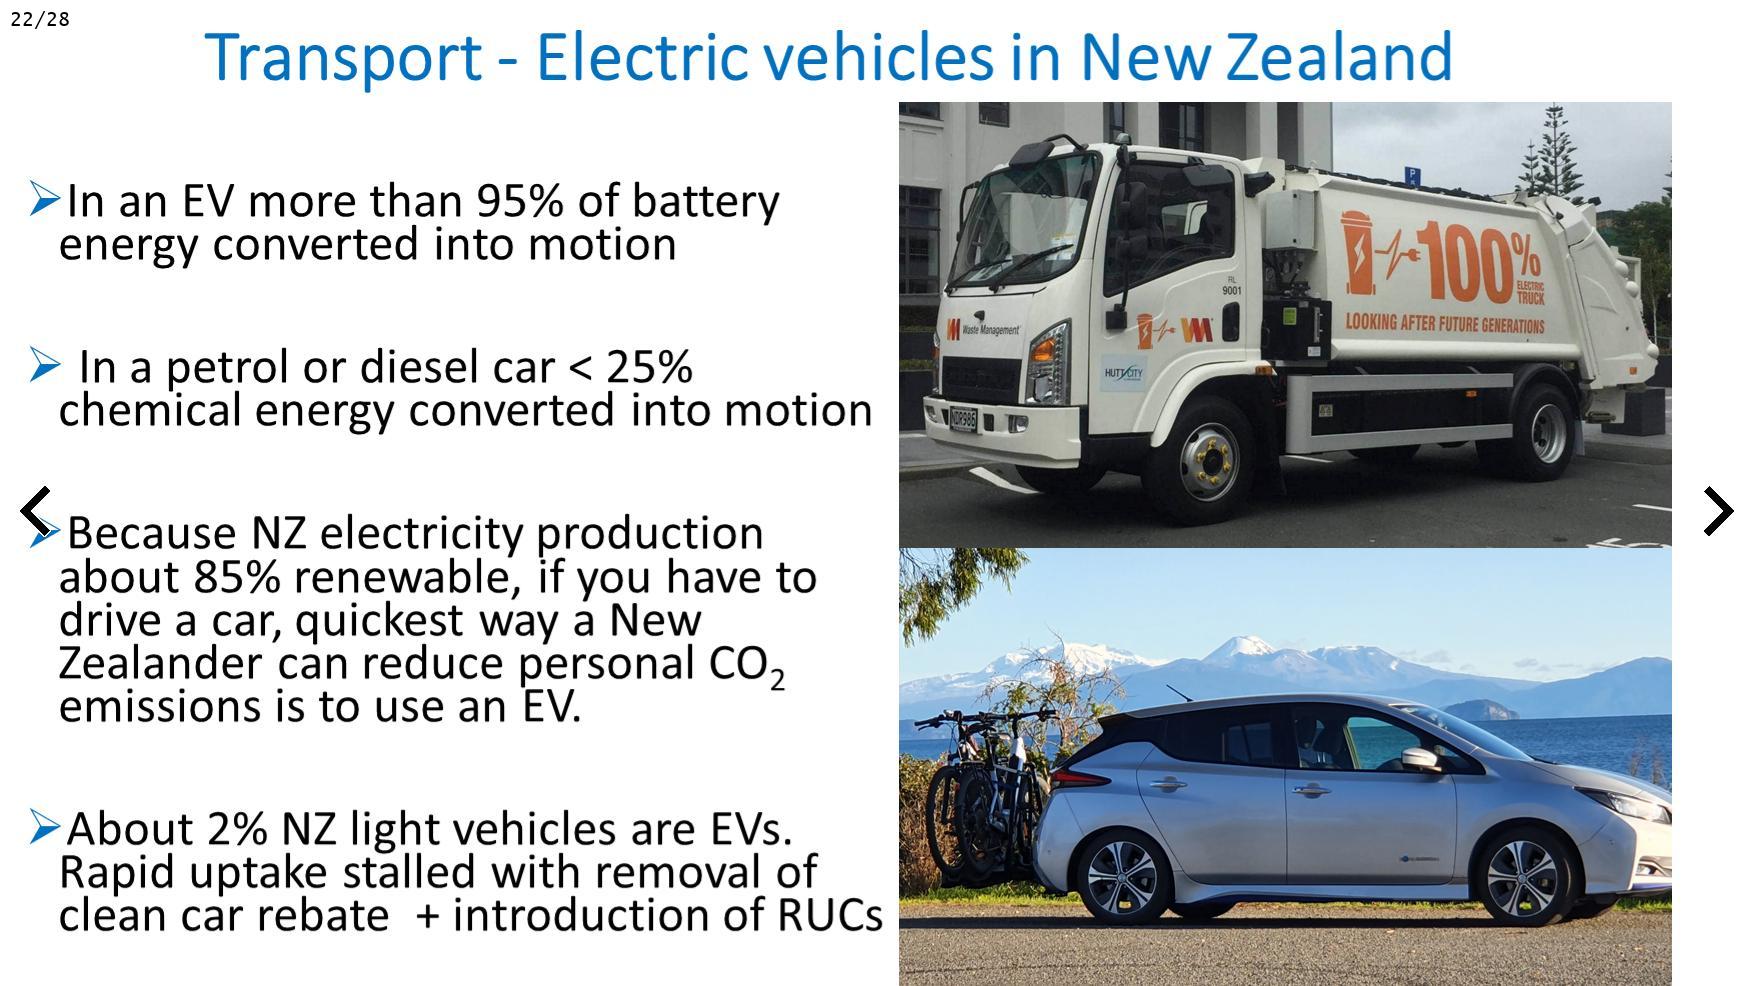 22/28
Transport - Electric vehicles in New Zealand
In an EV more than 95% of battery
energy converted into motion
In a petrol or diesel car < 25%
chemical energy converted into motion
Because NZ electricity production
about 85% renewable, if you have to
drive a car, quickest way a New
Zealander can reduce personal CO₂
emissions is to use an EV.
About 2% NZ light vehicles are EVs.
Rapid uptake stalled with removal of
clean car rebate + introduction of RUCs
P
100%
ELECTRIC
TRUCK
LOOKING AFTER FUTURE GENERATIONS
RL
9001
Waste Management
HUTT CITY
NDR986